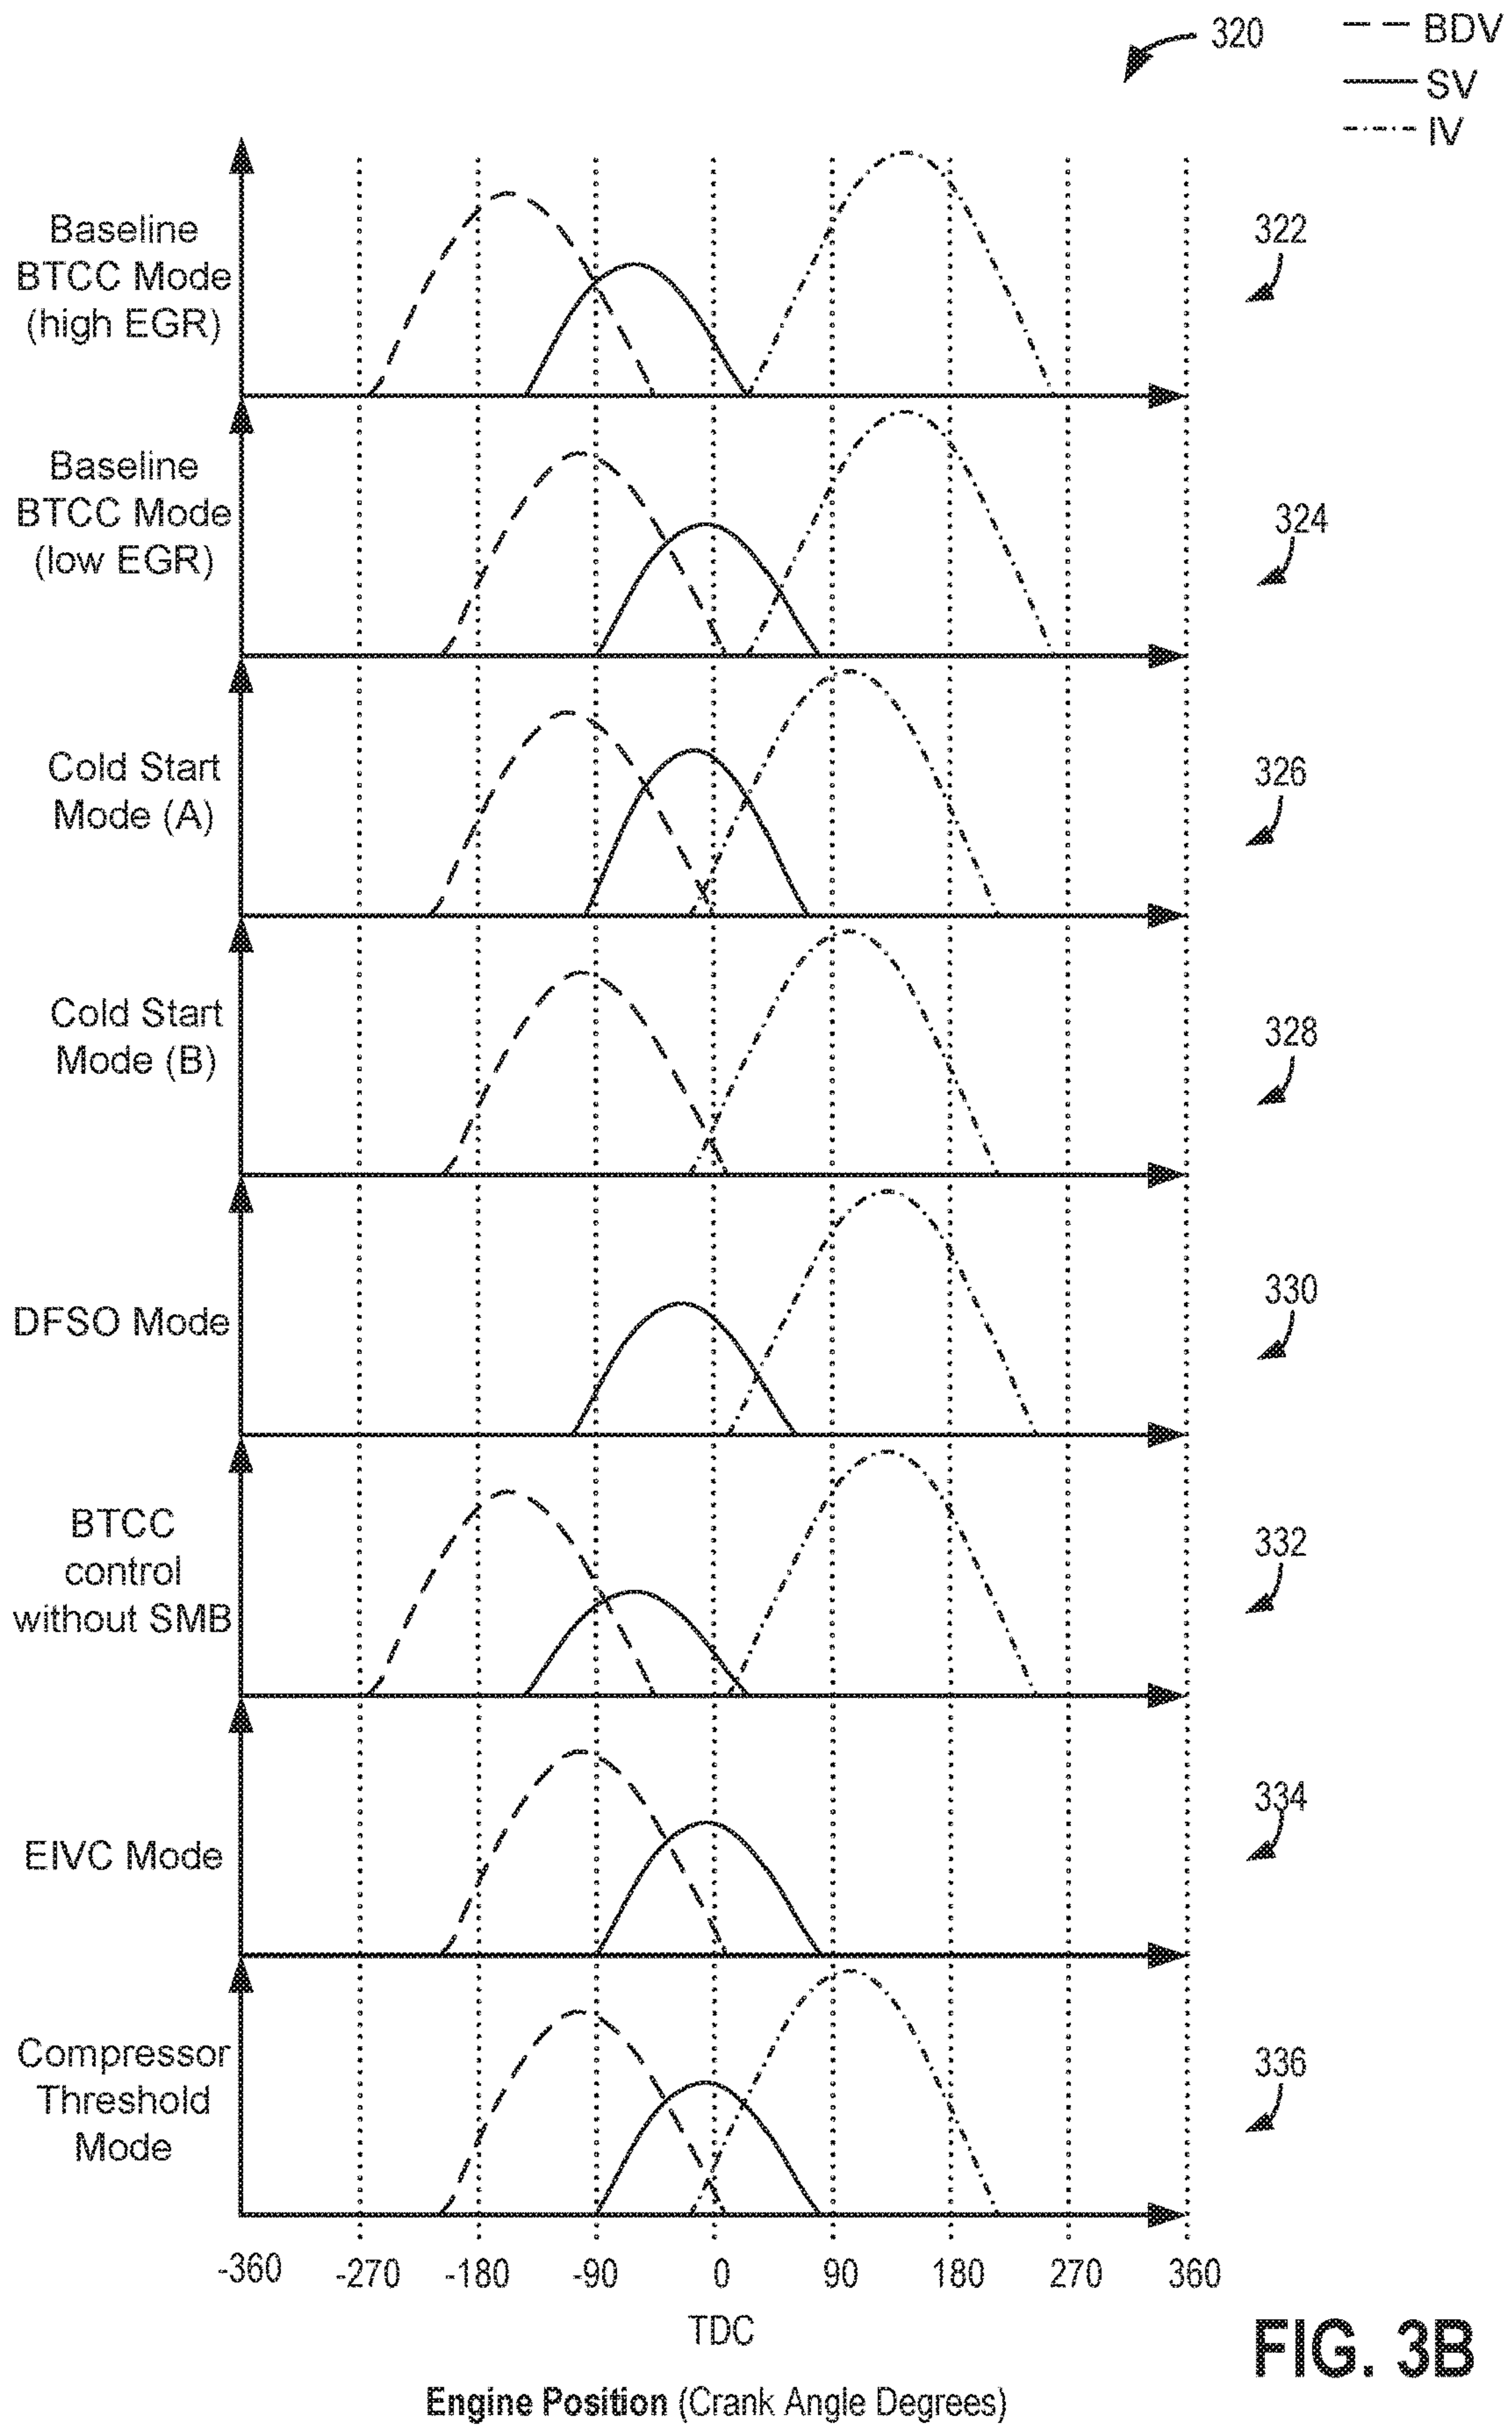 320
BDV
SV
IV
Baseline
BTCC Mode
(high EGR)
322
Baseline
BTCC Mode
(low EGR)
324
Cold Start
Mode (A)
326
Cold Start
Mode (B)
328
DFSO Mode
330
BTCC
control
without SMB
332
EIVC Mode
334
Compressor
Threshold
Mode
336
-360 -270 -180 -90 0 90 180 270 360
TDC
Engine Position (Crank Angle Degrees)
FIG. 3B